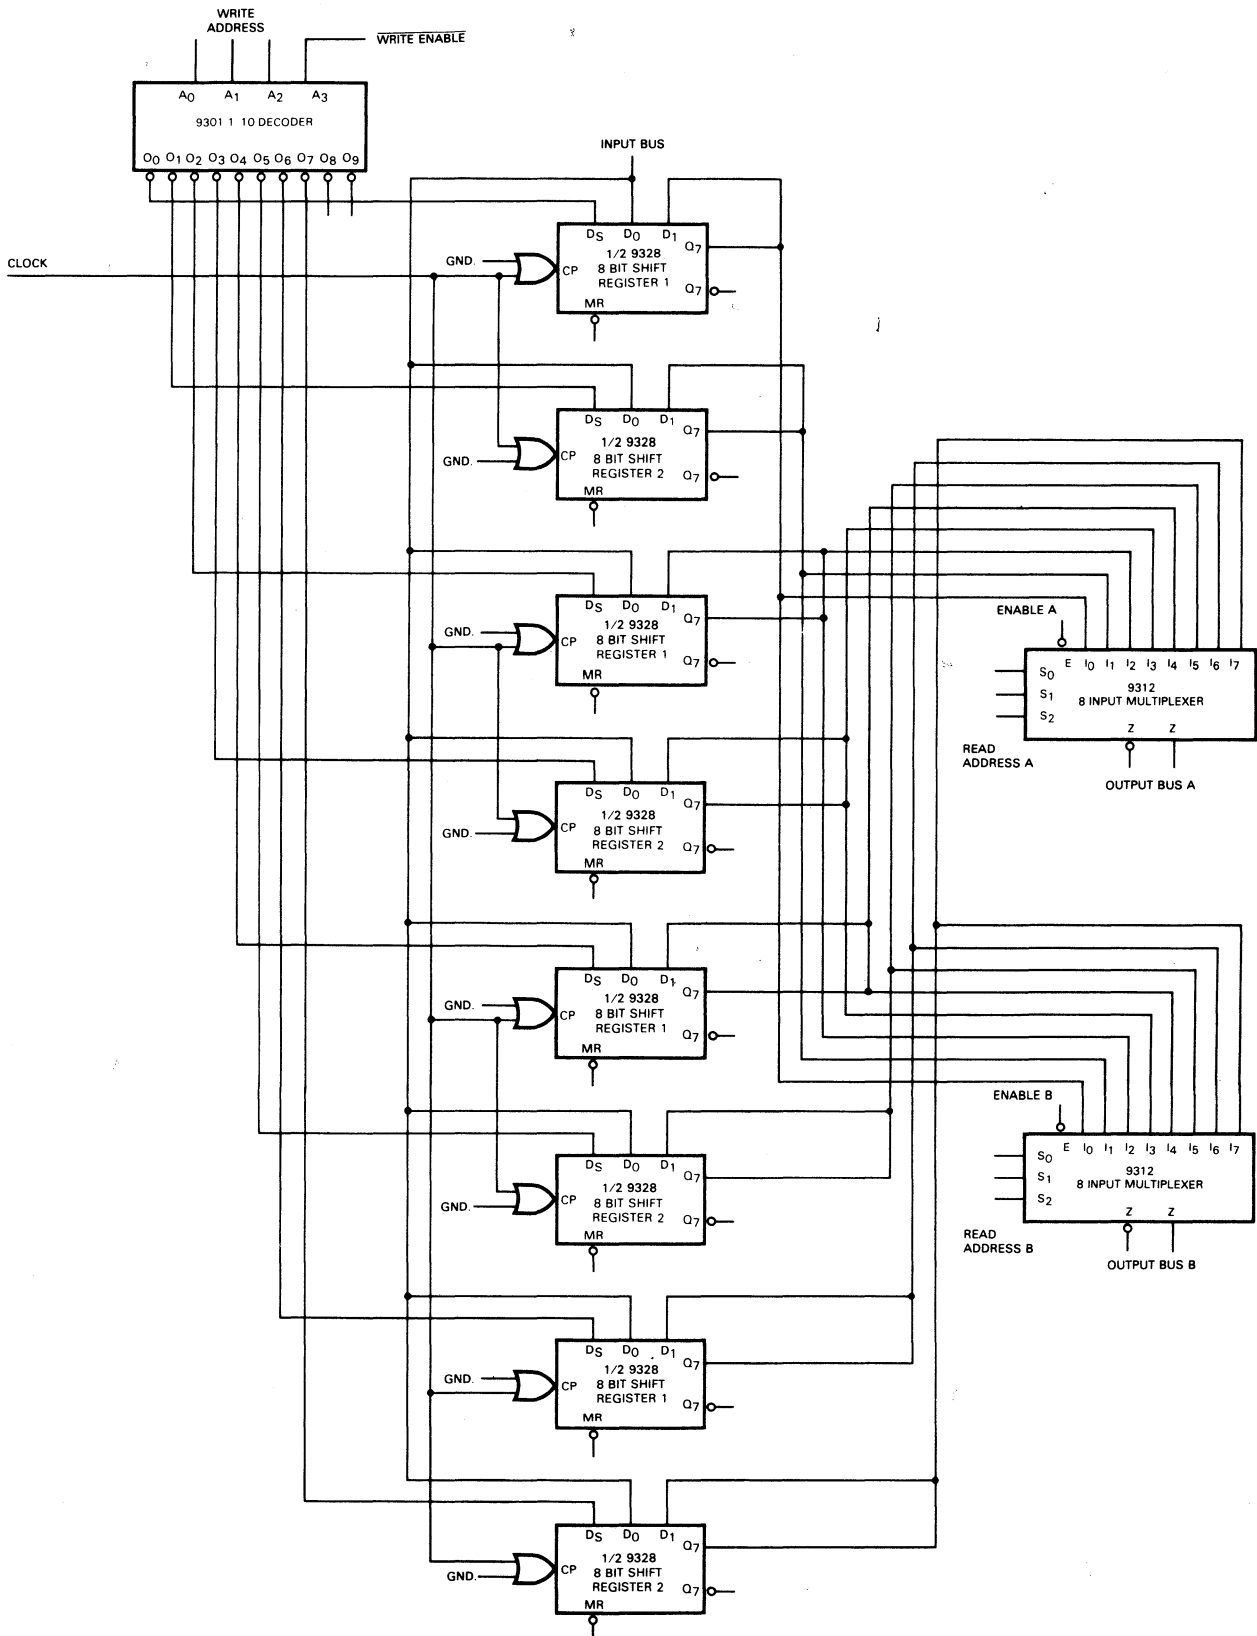 WRITE
ADDRESS
WRITE ENABLE
A0 A1 A2 A3
9301 1 10 DECODER
O0 O1 O2 O3 O4 O5 O6 O7 O8 O9
INPUT BUS
CLOCK
GND.
DS D0 D1
Q7
1/2 9328
8 BIT SHIFT
REGISTER 1
CP
Q7
MR
DS D0 D1
Q7
1/2 9328
8 BIT SHIFT
REGISTER 2
CP
GND.
Q7
MR
DS D0 D1
Q7
1/2 9328
8 BIT SHIFT
REGISTER 1
GND.
CP
Q7
MR
ENABLE A
E I0 I1 I2 I3 I4 I5 I6 I7
S0
S1
S2
9312
8 INPUT MULTIPLEXER
Z Z
READ
ADDRESS A
OUTPUT BUS A
DS D0 D1
Q7
1/2 9328
8 BIT SHIFT
REGISTER 2
CP
GND.
Q7
MR
DS D0 D1
Q7
1/2 9328
8 BIT SHIFT
REGISTER 1
GND.
CP
Q7
MR
ENABLE B
E I0 I1 I2 I3 I4 I5 I6 I7
S0
S1
S2
9312
8 INPUT MULTIPLEXER
Z Z
READ
ADDRESS B
OUTPUT BUS B
DS D0 D1
Q7
1/2 9328
8 BIT SHIFT
REGISTER 2
CP
GND.
Q7
MR
DS D0 D1
Q7
1/2 9328
8 BIT SHIFT
REGISTER 1
GND.
CP
Q7
MR
DS D0 D1
Q7
1/2 9328
8 BIT SHIFT
REGISTER 2
CP
GND.
Q7
MR